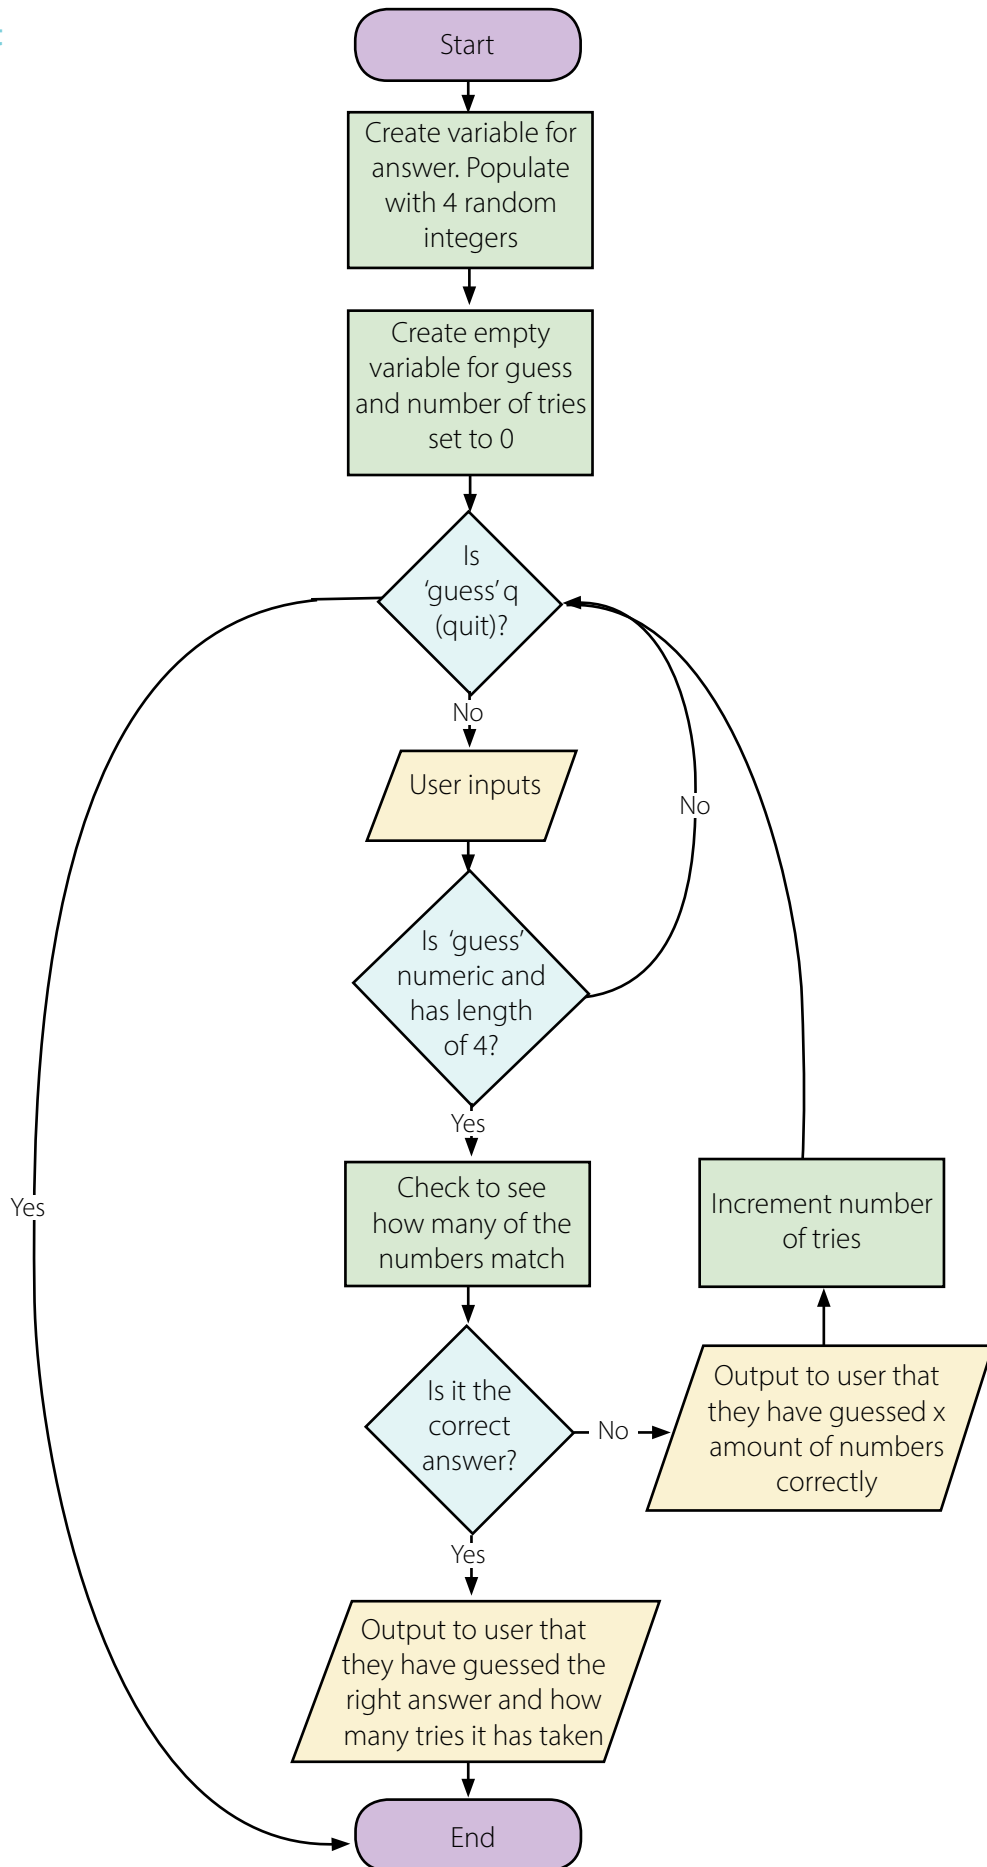 Start
Create variable for
answer. Populate
with 4 random
integers
Create empty
variable for guess
and number of tries
set to 0
Is
‘guess’ q
(quit)?
No
User inputs
No
Is ‘guess’
numeric and
has length
of 4?
Yes
Yes
Check to see
how many of the
numbers match
Increment number
of tries
Is it the
correct
answer?
No
Output to user that
they have guessed x
amount of numbers
correctly
Yes
Output to user that
they have guessed the
right answer and how
many tries it has taken
End